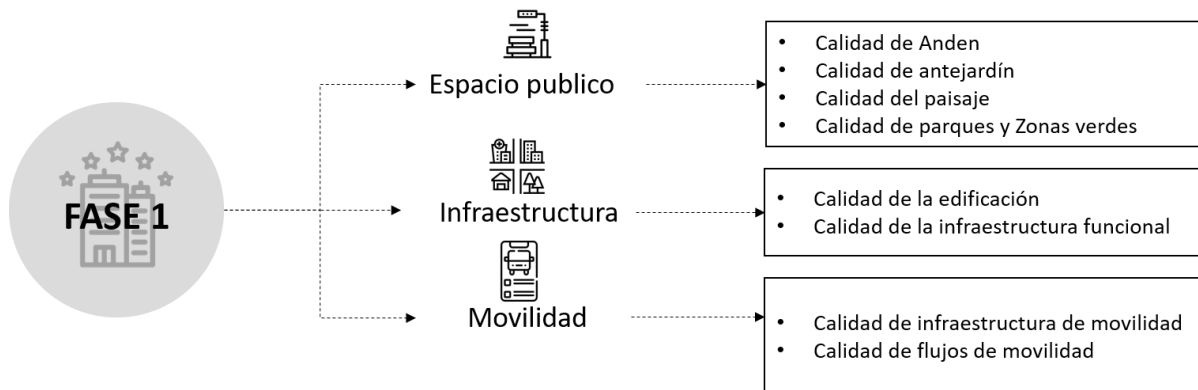 FASE 1
Espacio publico
• Calidad de Anden
• Calidad de antejardín
• Calidad del paisaje
• Calidad de parques y Zonas verdes
Infraestructura
• Calidad de la edificación
• Calidad de la infraestructura funcional
Movilidad
• Calidad de infraestructura de movilidad
• Calidad de flujos de movilidad